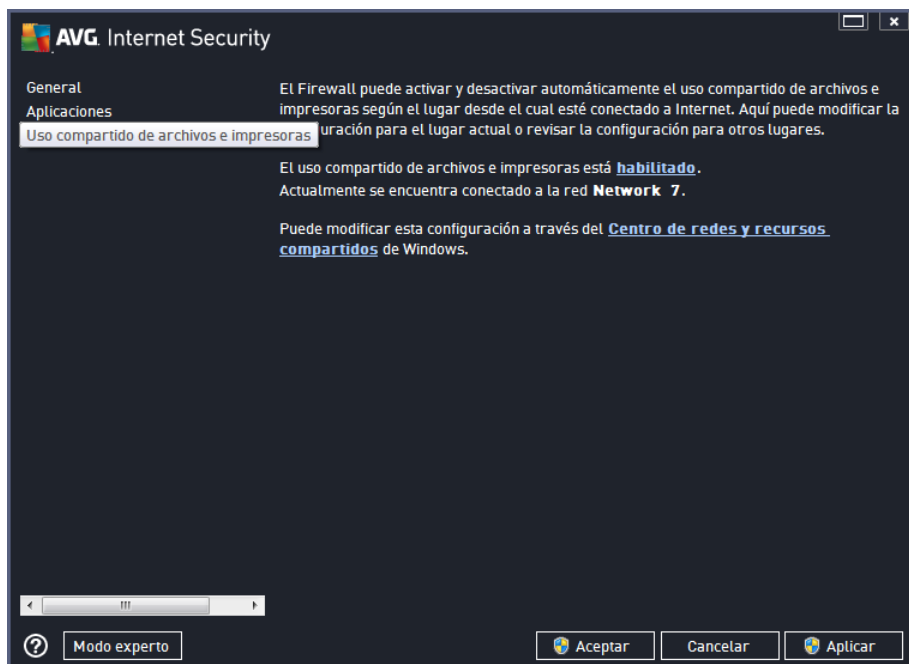 AVG. Internet Security
General
Aplicaciones
Uso compartido de archivos e impresoras
El Firewall puede activar y desactivar automáticamente el uso compartido de archivos e
impresoras según el lugar desde el cual esté conectado a Internet. Aquí puede modificar la
uración para el lugar actual o revisar la configuración para otros lugares.
El uso compartido de archivos e impresoras está habilitado.
Actualmente se encuentra conectado a la red Network 7.
Puede modificar esta configuración a través del Centro de redes y recursos
compartidos de Windows.
Modo experto
Aceptar
Cancelar
Aplicar